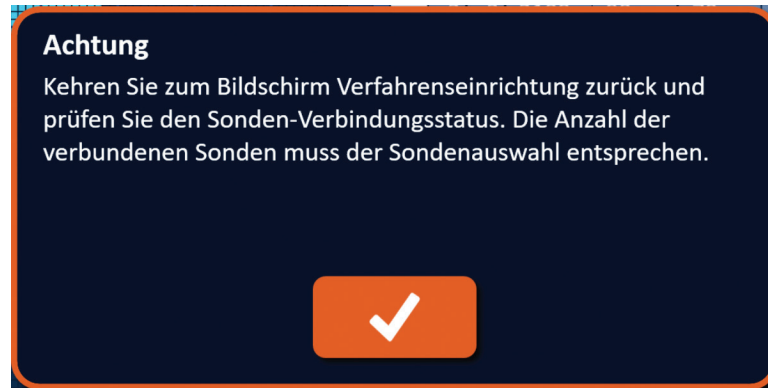 Achtung
Kehren Sie zum Bildschirm Verfahrenseinrichtung zurück und
prüfen Sie den Sonden-Verbindungsstatus. Die Anzahl der
verbundenen Sonden muss der Sondenauswahl entsprechen.